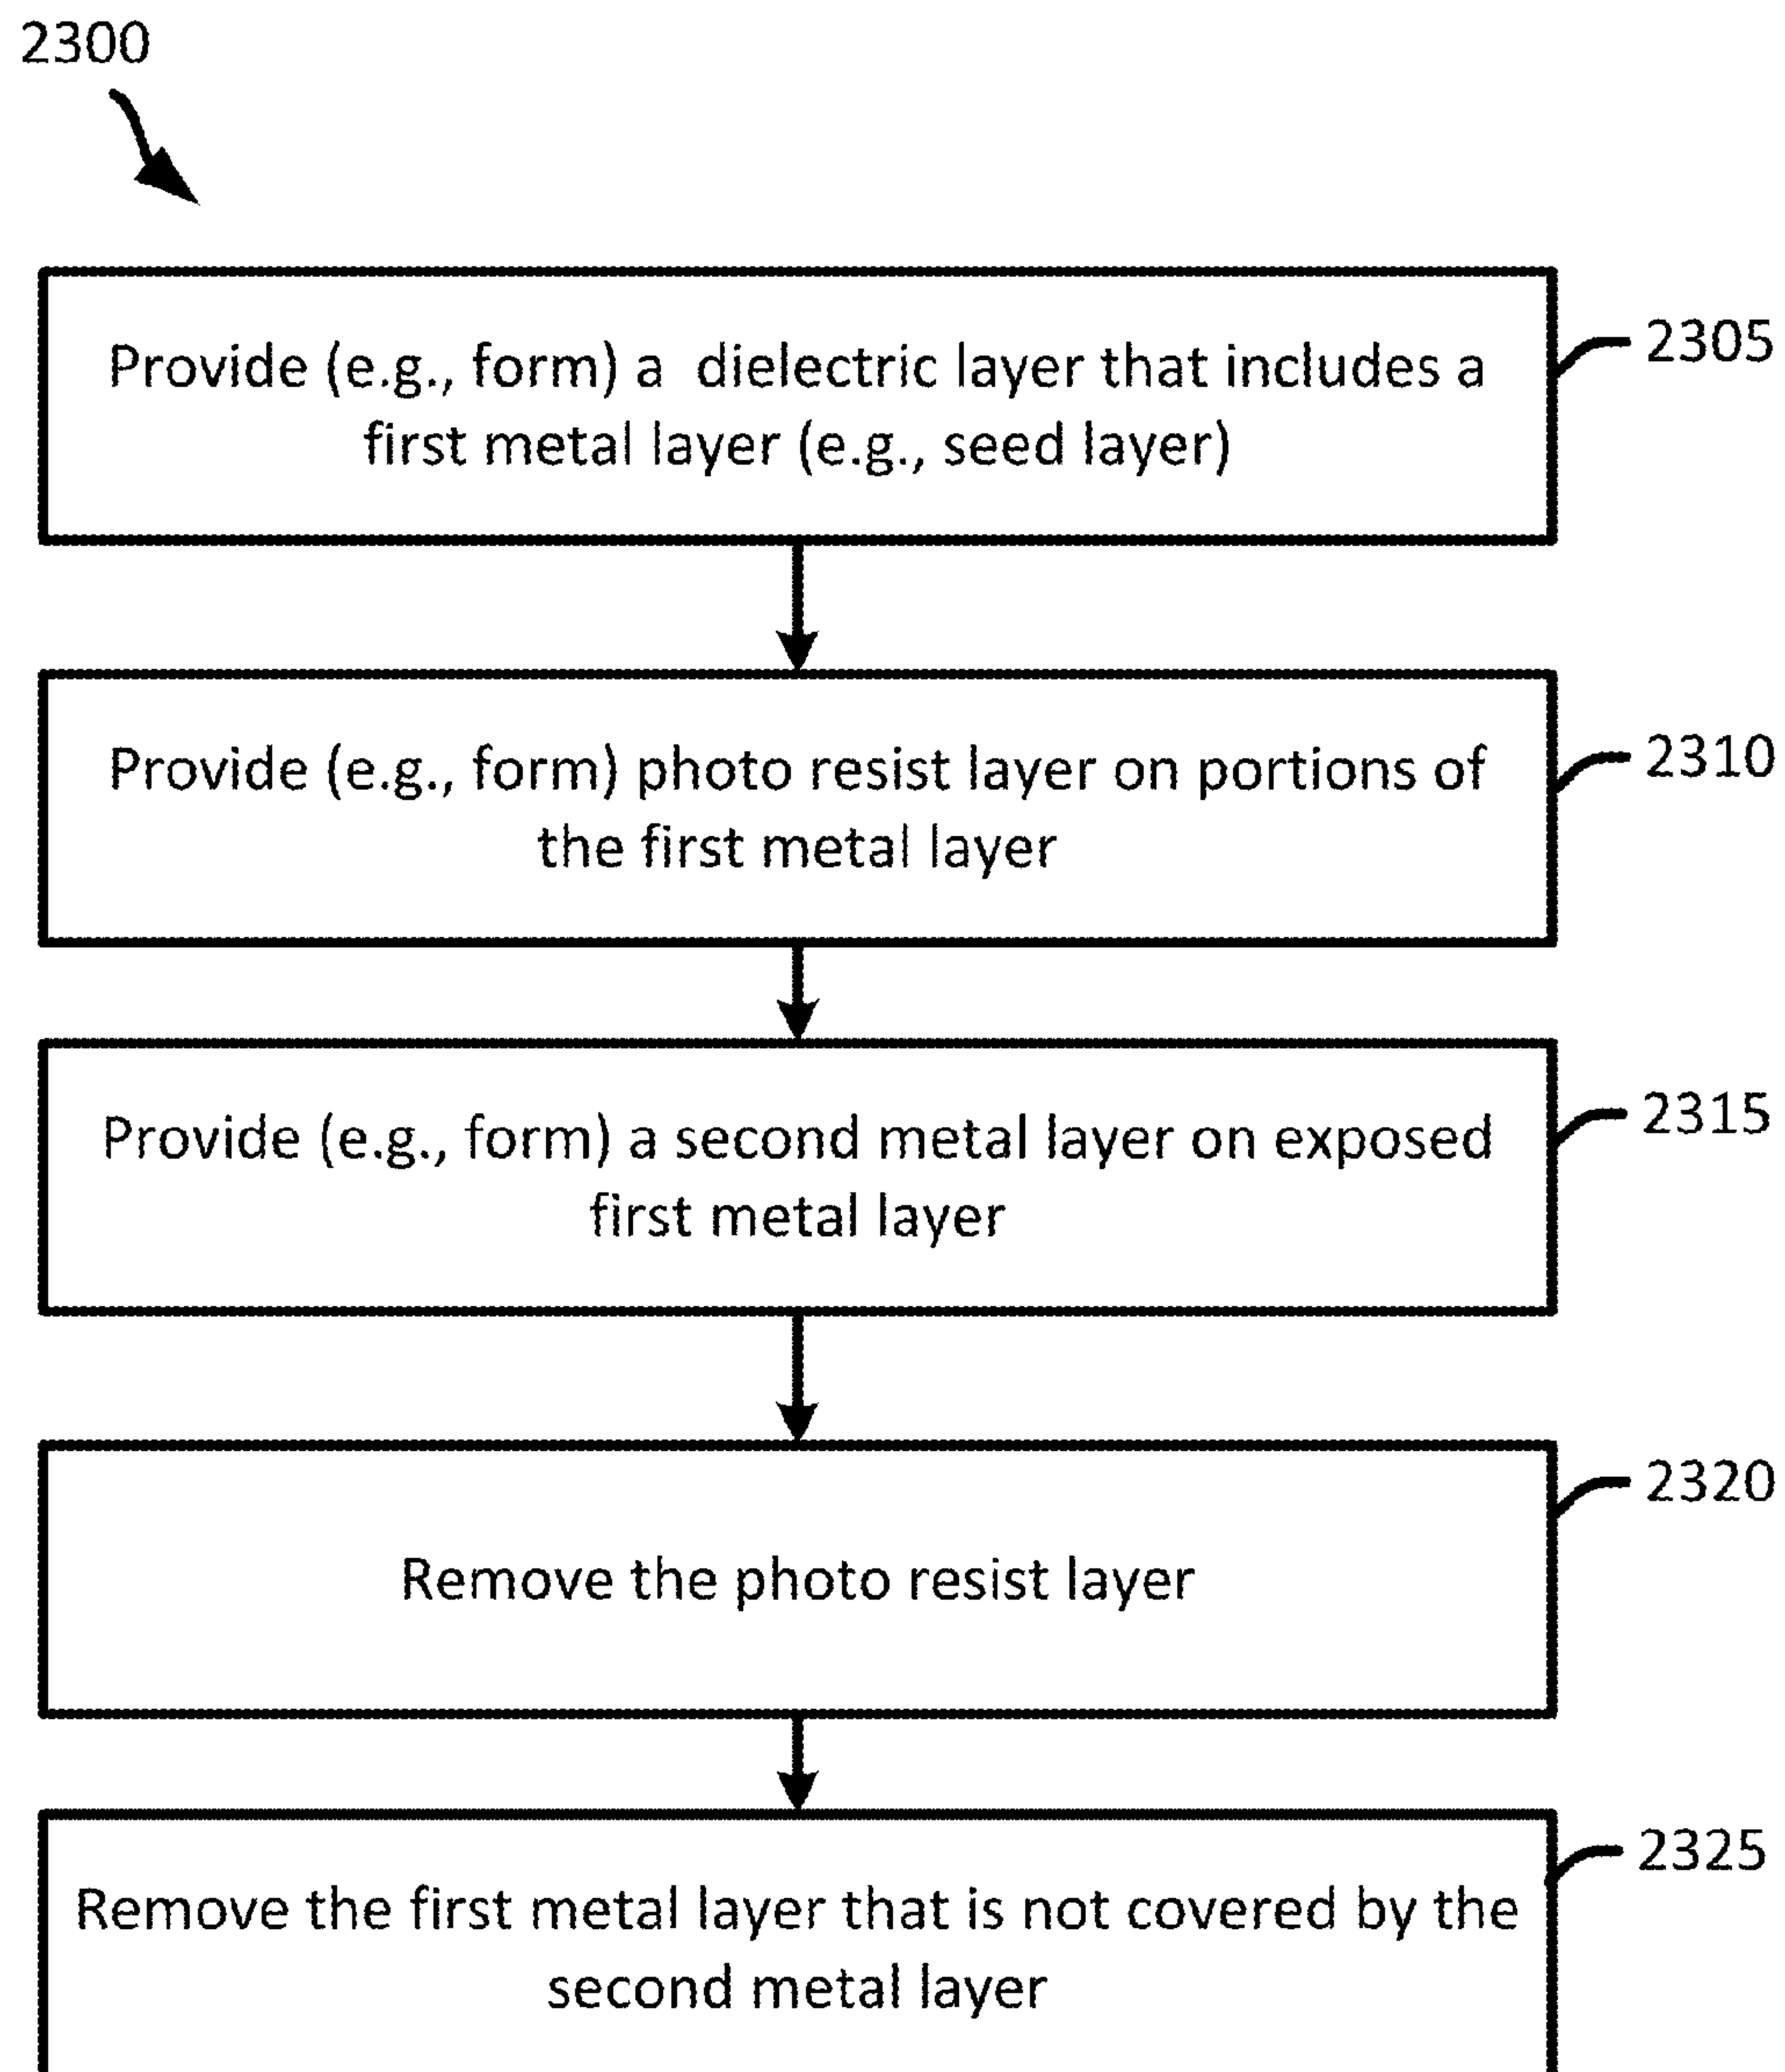 2300
Provide (e.g., form) a dielectric layer that includes a
first metal layer (e.g., seed layer)
2305
Provide (e.g., form) photo resist layer on portions of
the first metal layer
2310
Provide (e.g., form) a second metal layer on exposed
first metal layer
2315
Remove the photo resist layer
2320
Remove the first metal layer that is not covered by the
second metal layer
2325